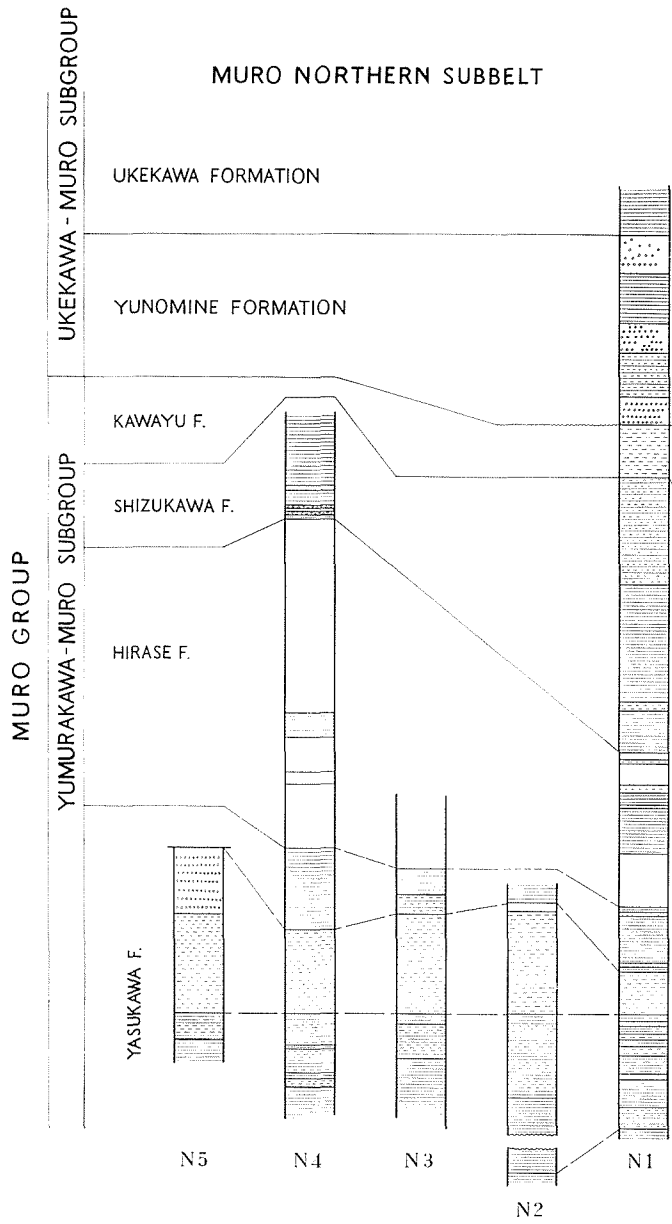 MURO NORTHERN SUBBELT
MURO GROUP
UKEKAWA - MURO SUBGROUP
YUMURAKAWA - MURO SUBGROUP
UKEKAWA FORMATION
YUNOMINE FORMATION
KAWAYU F.
SHIZUKAWA F.
HIRASE F.
YASUKAWA F.
N5
N4
N3
N2
N1